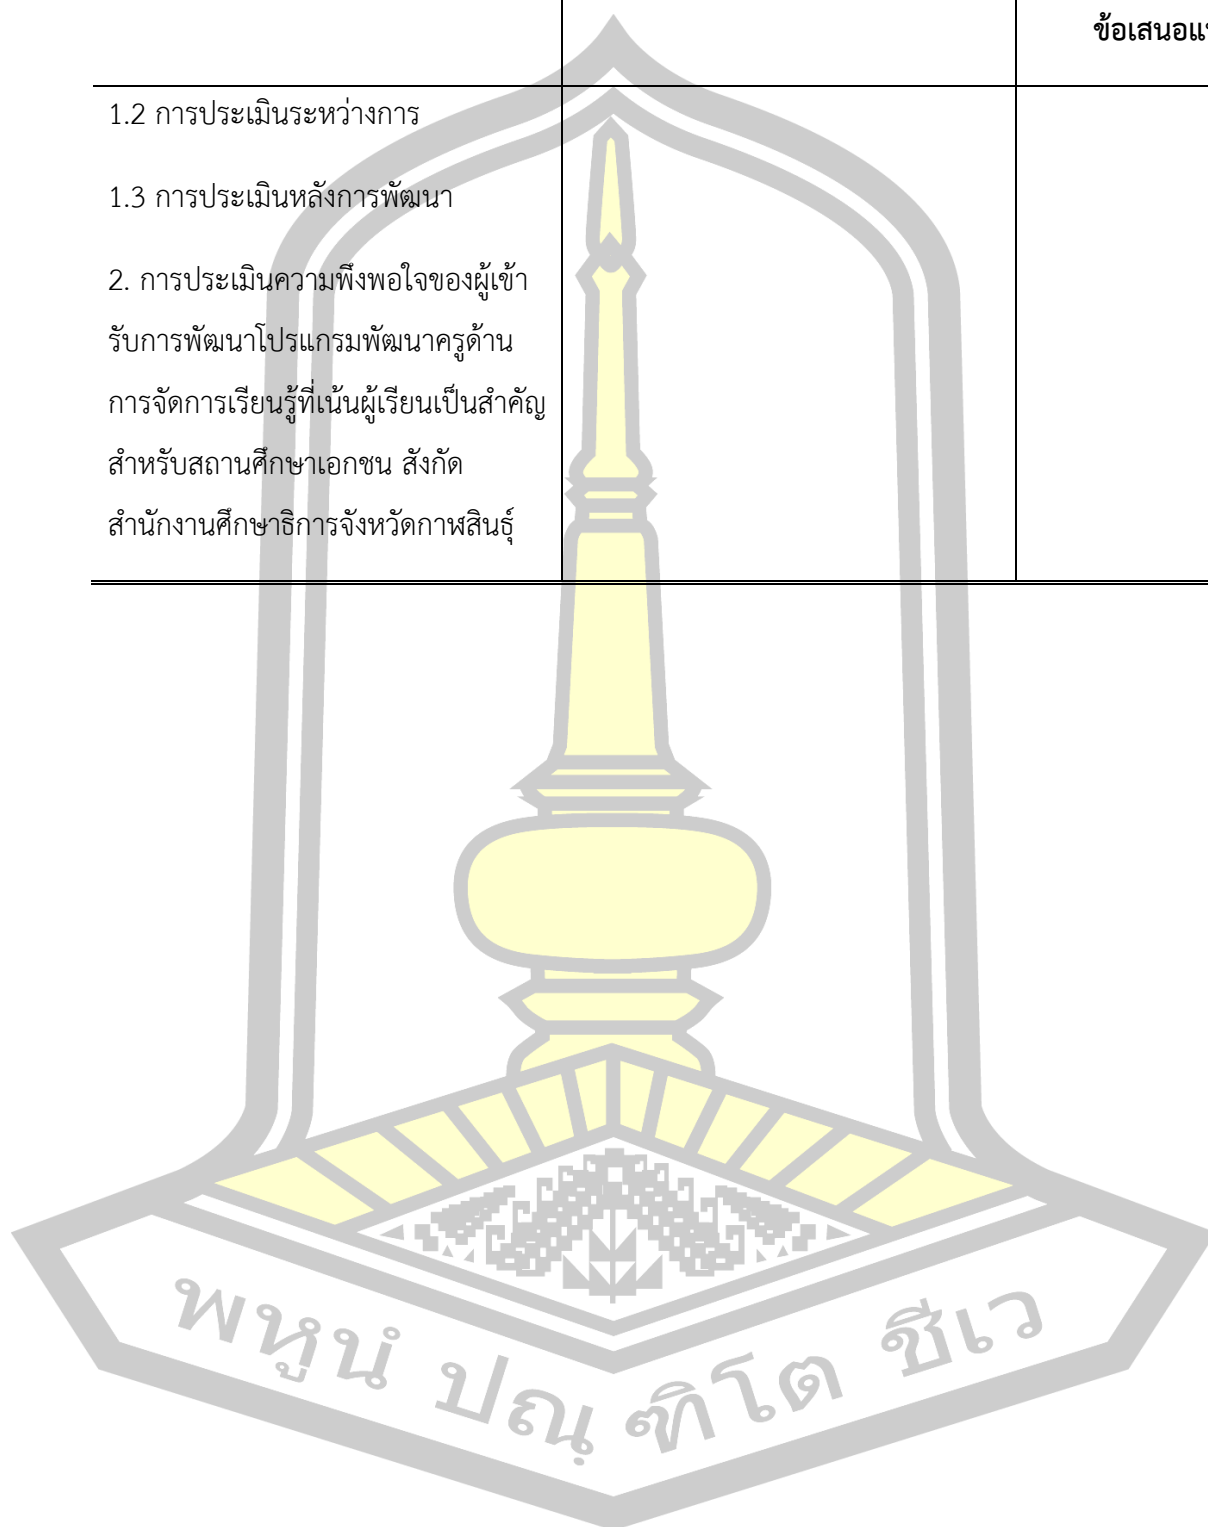 1.2 การประเมินระหว่างการ
1.3 การประเมินหลังการพัฒนา
2. การประเมินความพึงพอใจของผู้เข้า
รับการพัฒนาโปรแกรมพัฒนาครูด้าน
การจัดการเรียนรู้ที่เน้นผู้เรียนเป็นสำคัญ
สำหรับสถานศึกษาเอกชน สังกัด
สำนักงานศึกษาธิการจังหวัดกาฬสินธุ์
พหูนํ ปณฺฑิโต ชีเว